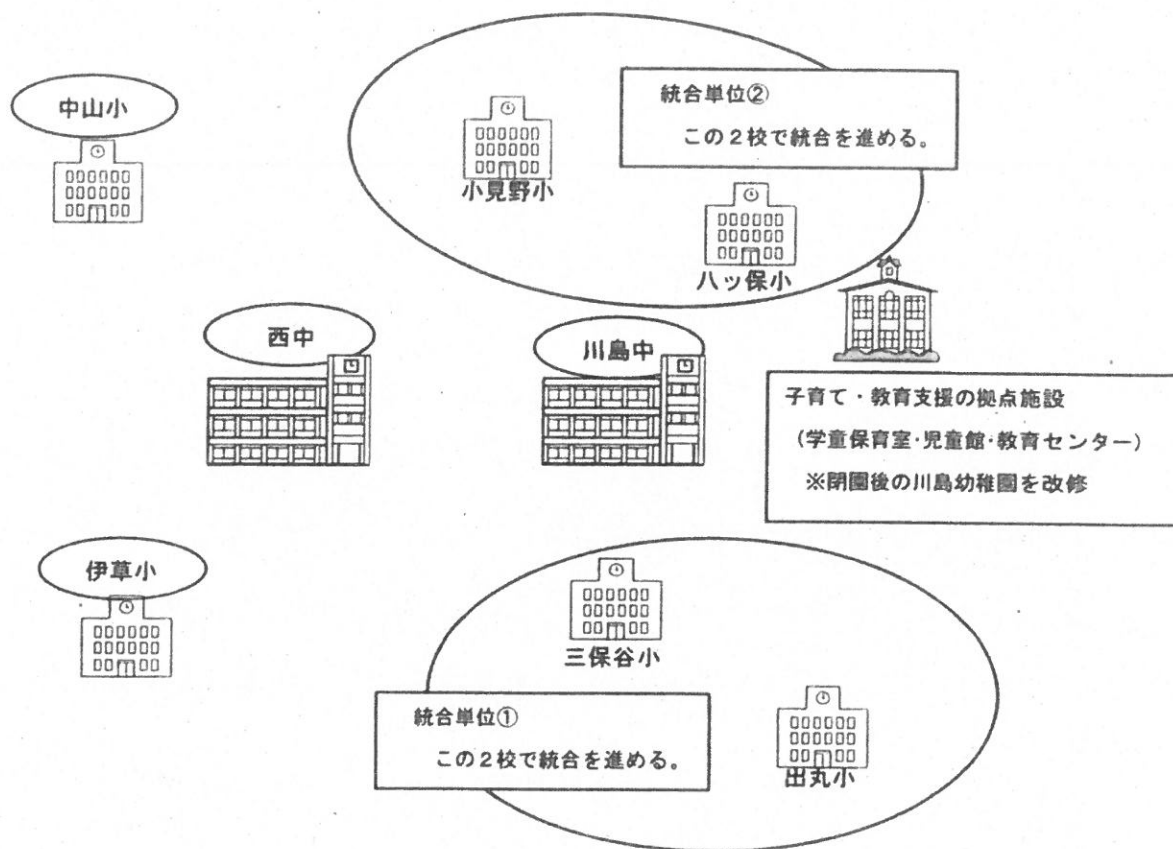 中山小
統合単位②
この2校で統合を進める。
小見野小
八ッ保小
西中
川島中
子育て・教育支援の拠点施設
(学童保育室・児童館・教育センター)
※閉園後の川島幼稚園を改修
伊草小
三保谷小
統合単位①
この2校で統合を進める。
出丸小